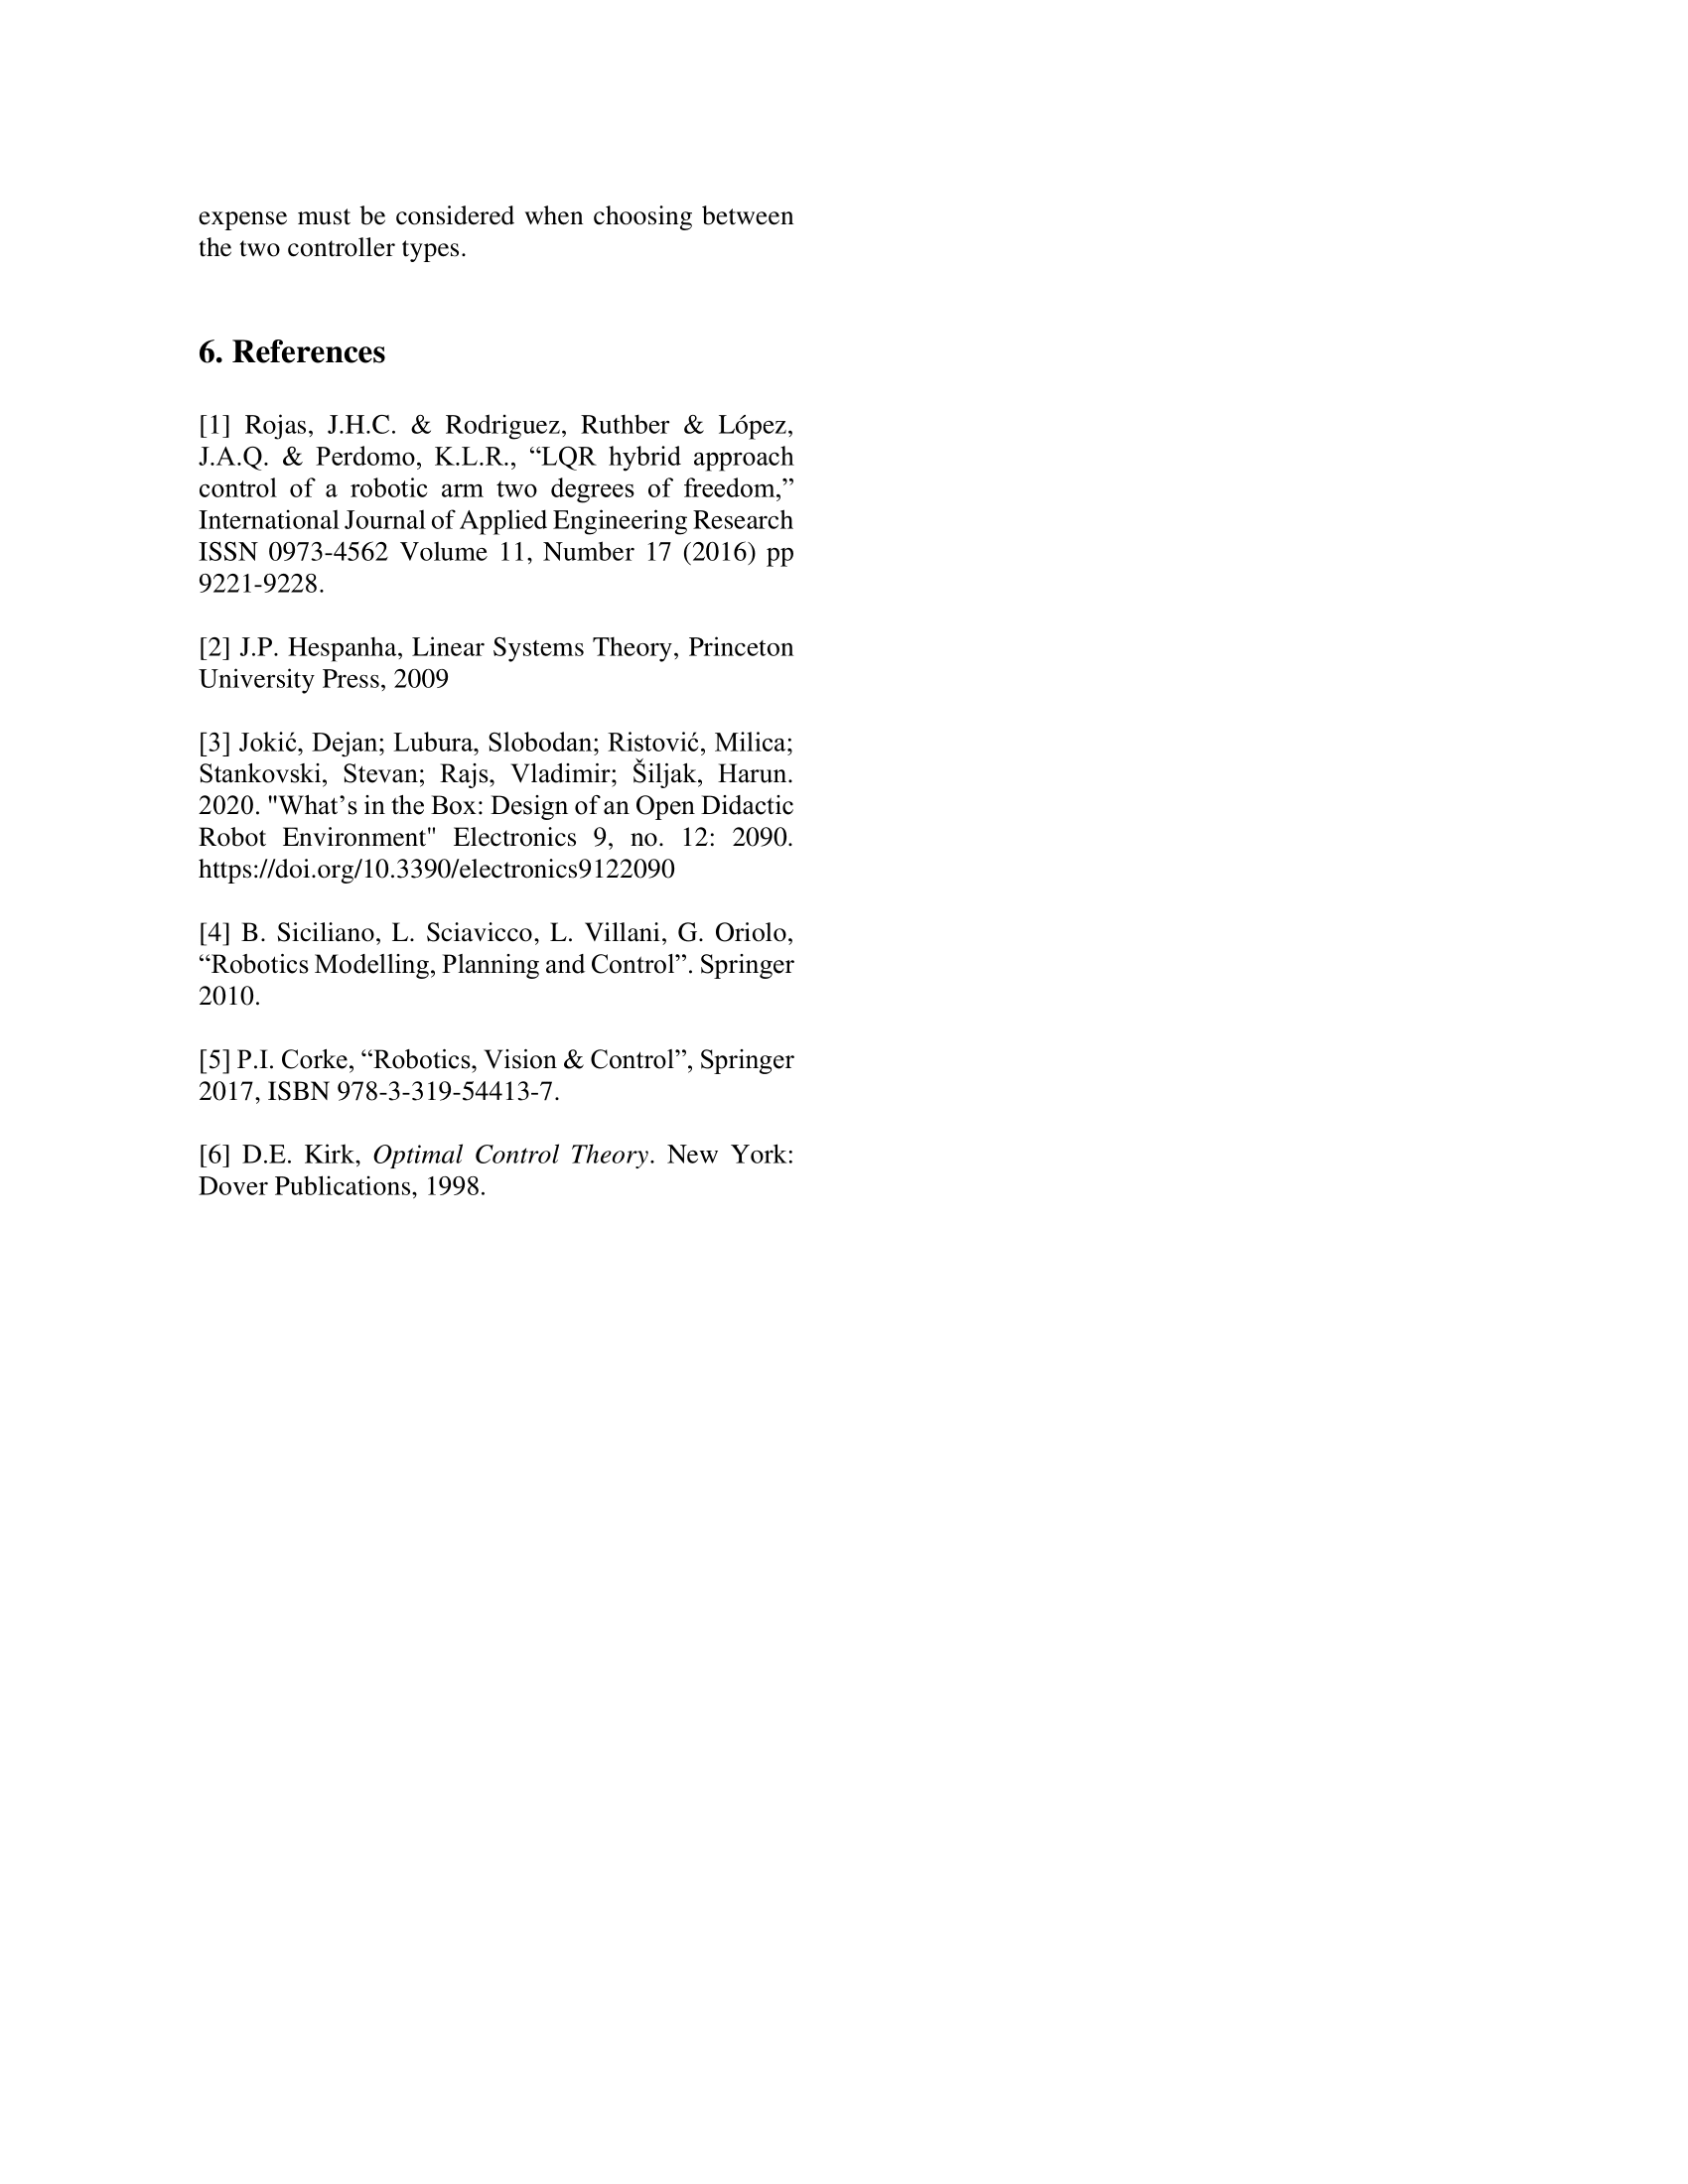 expense must be considered when choosing between
the two controller types.
6. References
[1] Rojas, J.H.C. & Rodriguez, Ruthber & López,
J.A.Q. & Perdomo, K.L.R., “LQR hybrid approach
control of a robotic arm two degrees of freedom,”
International Journal of Applied Engineering Research
ISSN 0973-4562 Volume 11, Number 17 (2016) pp
9221-9228.
[2] J.P. Hespanha, Linear Systems Theory, Princeton
University Press, 2009
[3] Jokić, Dejan; Lubura, Slobodan; Ristović, Milica;
Stankovski, Stevan; Rajs, Vladimir; Šiljak, Harun.
2020. "What’s in the Box: Design of an Open Didactic
Robot Environment" Electronics 9, no. 12: 2090.
https://doi.org/10.3390/electronics9122090
[4] B. Siciliano, L. Sciavicco, L. Villani, G. Oriolo,
“Robotics Modelling, Planning and Control”. Springer
2010.
[5] P.I. Corke, “Robotics, Vision & Control”, Springer
2017, ISBN 978-3-319-54413-7.
[6] D.E. Kirk, Optimal Control Theory. New York:
Dover Publications, 1998.